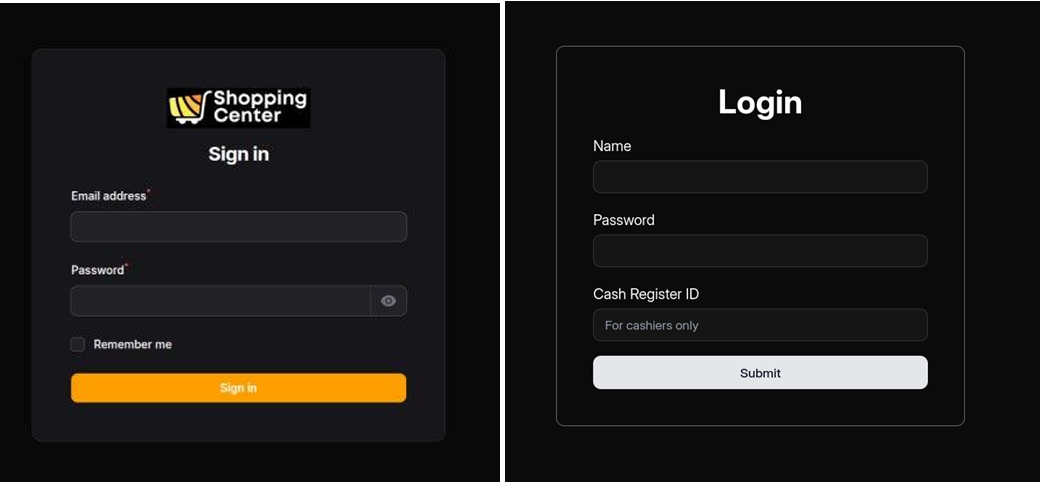 Shopping
Center
Sign in
Email address*
Password*
Remember me
Sign in
Login
Name
Password
Cash Register ID
For cashiers only
Submit